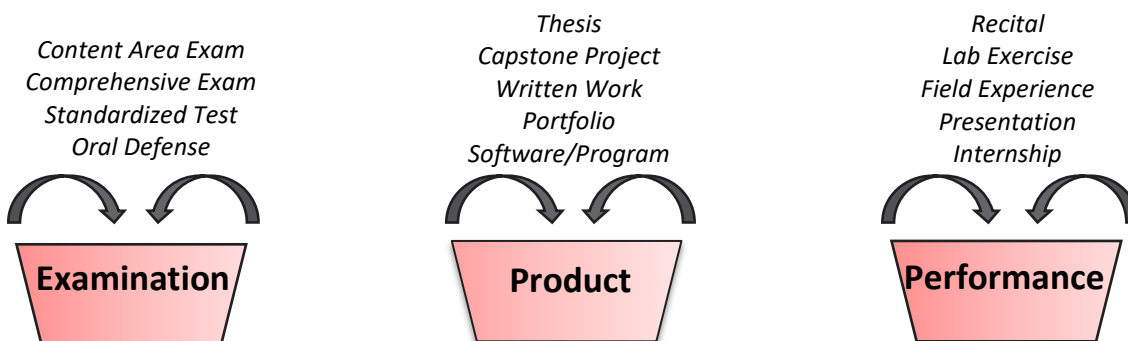 Content Area Exam
Comprehensive Exam
Standardized Test
Oral Defense
Examination
Thesis
Capstone Project
Written Work
Portfolio
Software/Program
Product
Recital
Lab Exercise
Field Experience
Presentation
Internship
Performance